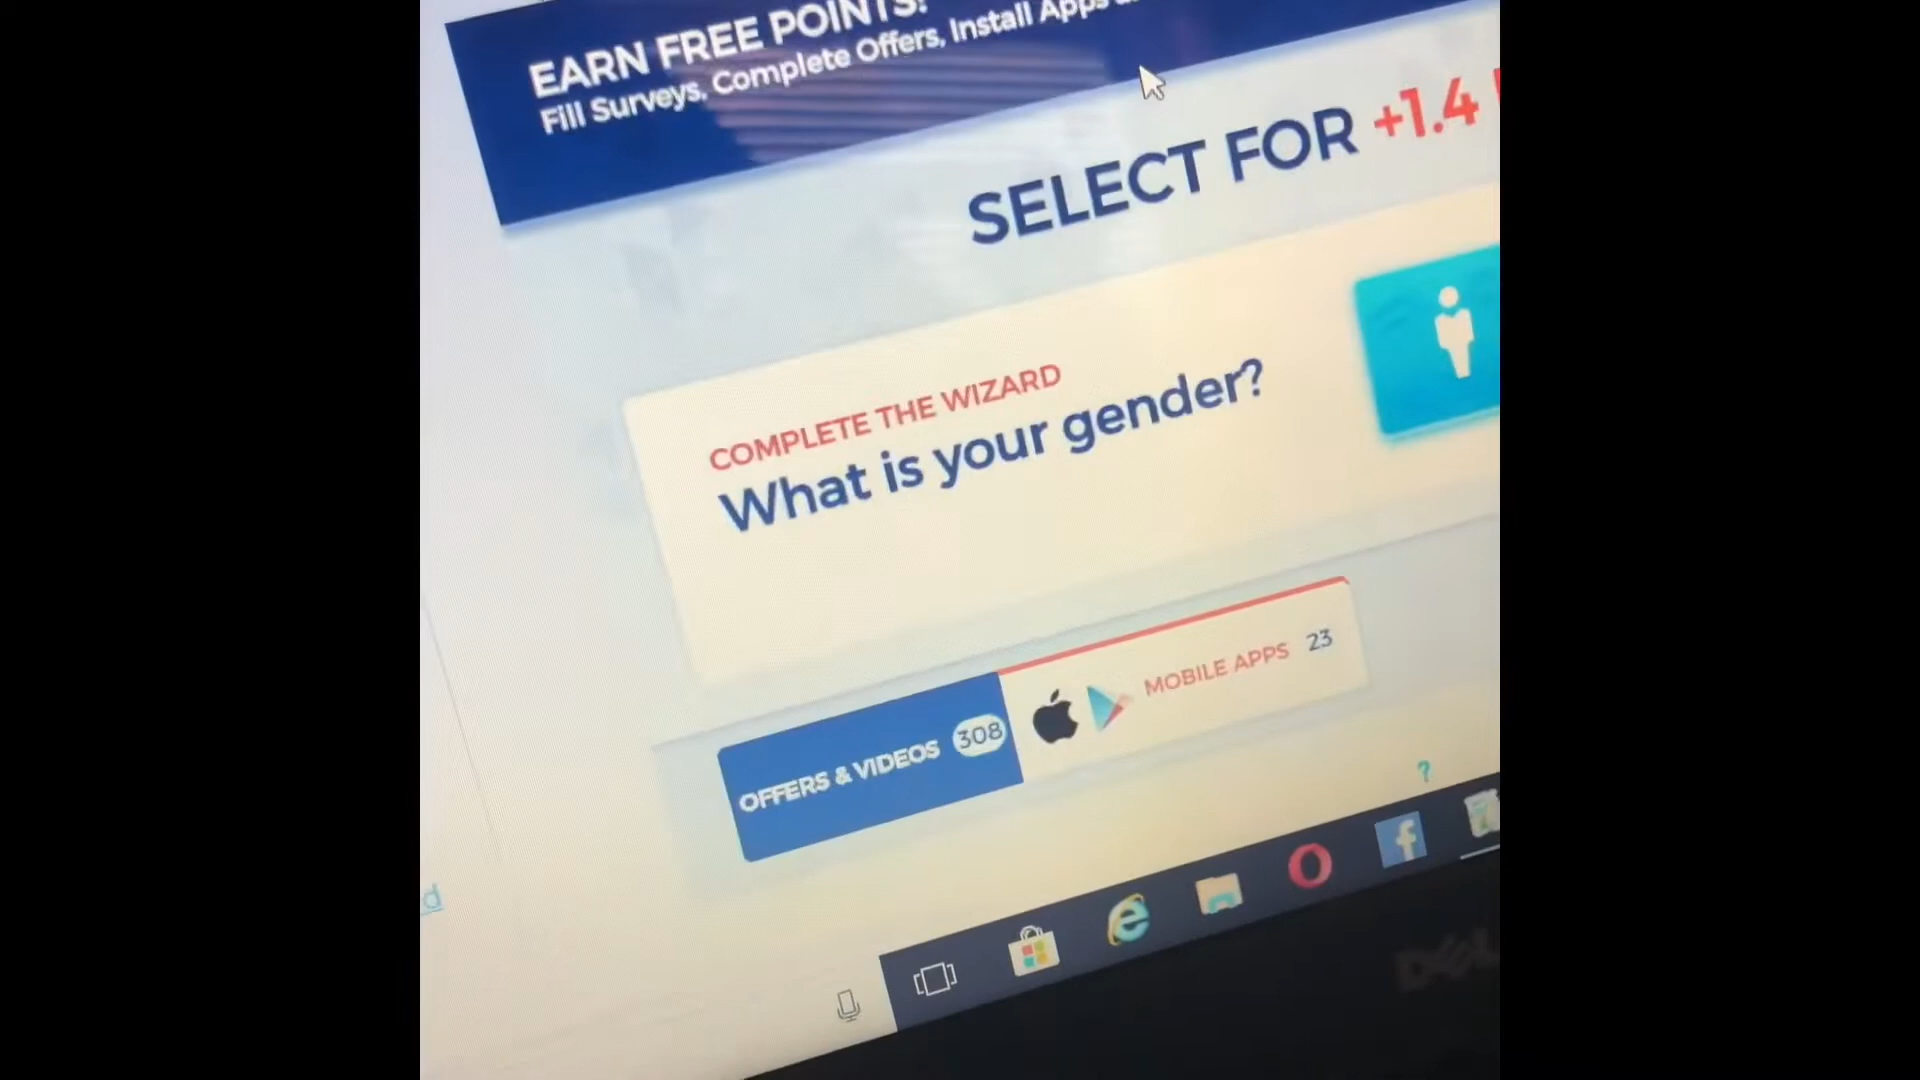 EARN FREE POINTS!
Fill Surveys, Complete Offers, Install Apps
SELECT FOR +1.4
COMPLETE THE WIZARD
What is your gender?
OFFERS & VIDEOS 308
MOBILE APPS 23
?
d
DELL